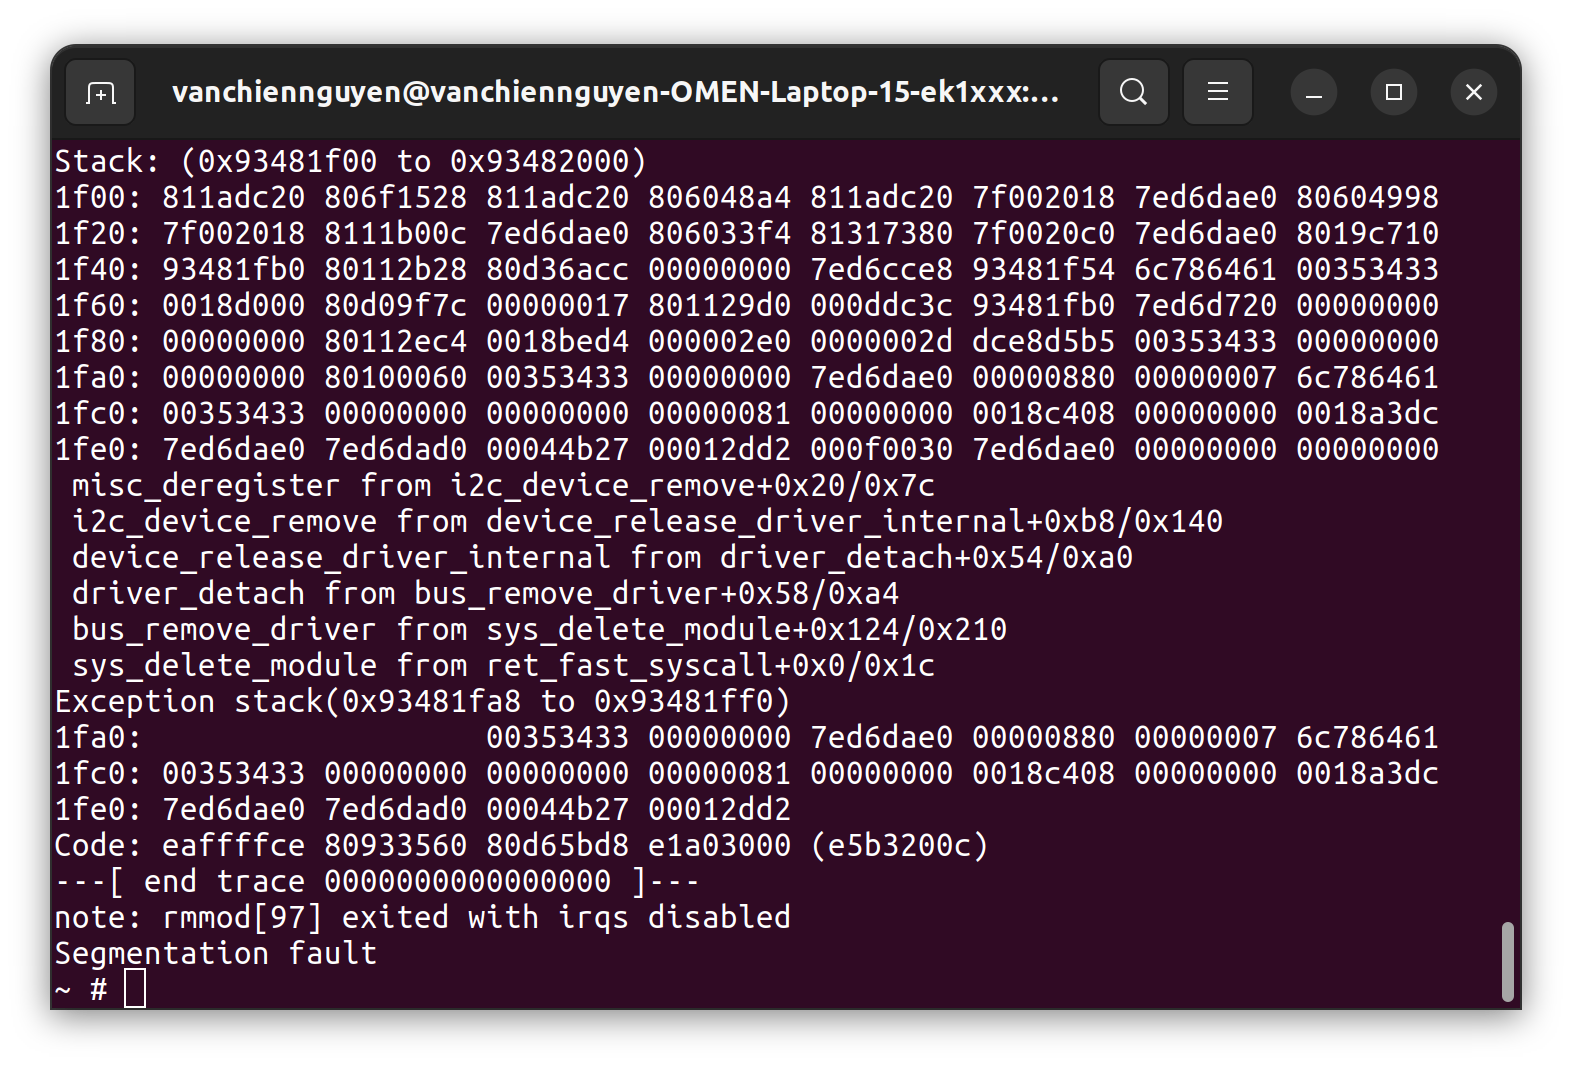 vanchiennguyen@vanchiennguyen-OMEN-Laptop-15-ek1xxx:...
Stack: (0x93481f00 to 0x93482000)
1f00: 811adc20 806f1528 811adc20 806048a4 811adc20 7f002018 7ed6dae0 80604998
1f20: 7f002018 8111b00c 7ed6dae0 806033f4 81317380 7f0020c0 7ed6dae0 8019c710
1f40: 93481fb0 80112b28 80d36acc 00000000 7ed6cce8 93481f54 6c786461 00353433
1f60: 0018d000 80d09f7c 00000017 801129d0 000ddc3c 93481fb0 7ed6d720 00000000
1f80: 00000000 80112ec4 0018bed4 000002e0 0000002d dce8d5b5 00353433 00000000
1fa0: 00000000 80100060 00353433 00000000 7ed6dae0 00000880 00000007 6c786461
1fc0: 00353433 00000000 00000000 00000081 00000000 0018c408 00000000 0018a3dc
1fe0: 7ed6dae0 7ed6dad0 00044b27 00012dd2 000f0030 7ed6dae0 00000000 00000000
misc_deregister from i2c_device_remove+0x20/0x7c
i2c_device_remove from device_release_driver_internal+0xb8/0x140
device_release_driver_internal from driver_detach+0x54/0xa0
driver_detach from bus_remove_driver+0x58/0xa4
bus_remove_driver from sys_delete_module+0x124/0x210
sys_delete_module from ret_fast_syscall+0x0/0x1c
Exception stack(0x93481fa8 to 0x93481ff0)
1fa0:                   00353433 00000000 7ed6dae0 00000880 00000007 6c786461
1fc0: 00353433 00000000 00000000 00000081 00000000 0018c408 00000000 0018a3dc
1fe0: 7ed6dae0 7ed6dad0 00044b27 00012dd2
Code: eaffffce 80933560 80d65bd8 e1a03000 (e5b3200c)
---[ end trace 0000000000000000 ]---
note: rmmod[97] exited with irqs disabled
Segmentation fault
~ #